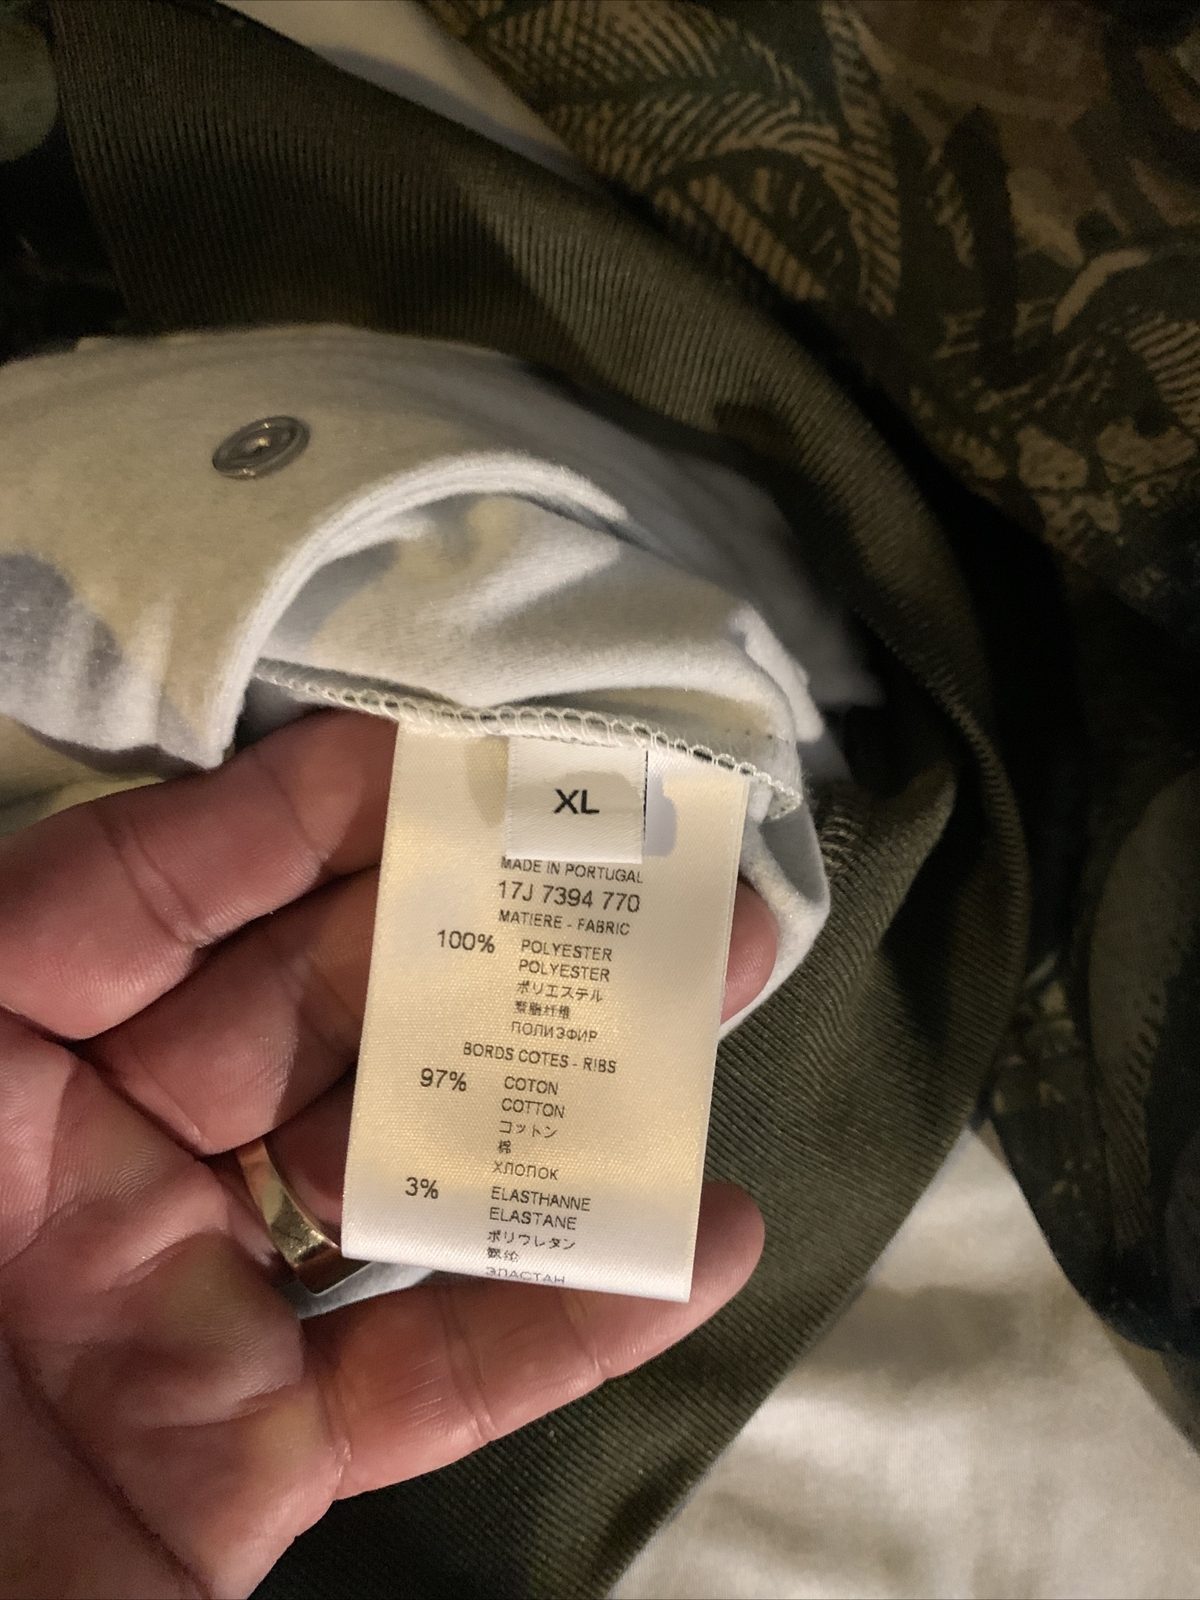 XL
MADE IN PORTUGAL
17J 7394 770
MATIERE - FABRIC
100% POLYESTER
POLYESTER
ポリエステル
聚酯纤维
ПОЛИЭФИР
BORDS COTES - RIBS
97% COTON
COTTON
コットン
棉
ХЛОПОК
3% ELASTHANNE
ELASTANE
ポリウレタン
ЭЛАСТАН